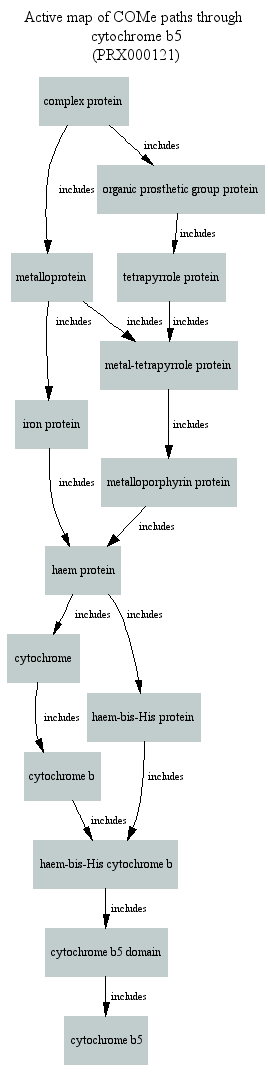 Active map of COMe paths through
cytochrome b5
(PRX000121)
complex protein
includes
includes
organic prosthetic group protein
includes
metalloprotein
tetrapyrrole protein
includes
includes
includes
metal-tetrapyrrole protein
iron protein
includes
includes
metalloporphyrin protein
includes
haem protein
includes
includes
cytochrome
haem-bis-His protein
includes
cytochrome b
includes
includes
haem-bis-His cytochrome b
includes
cytochrome b5 domain
includes
cytochrome b5